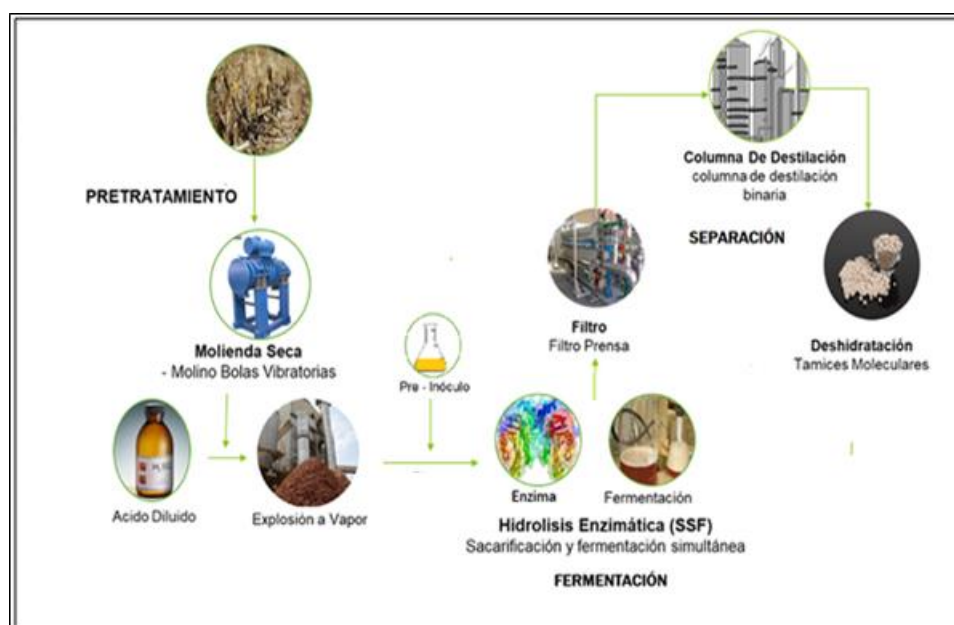 PRETRATAMIENTO
Molienda Seca
- Molino Bolas Vibratorias
Acido Diluido
Explosión a Vapor
Pre - Inóculo
Enzima
Fermentación
Hidrolisis Enzimàtica (SSF)
Sacarificación y fermentación simultánea
FERMENTACIÓN
Filtro
Filtro Prensa
Columna De Destilación
columna de destilación
binaria
SEPARACIÓN
Deshidratación
Tamices Moleculares